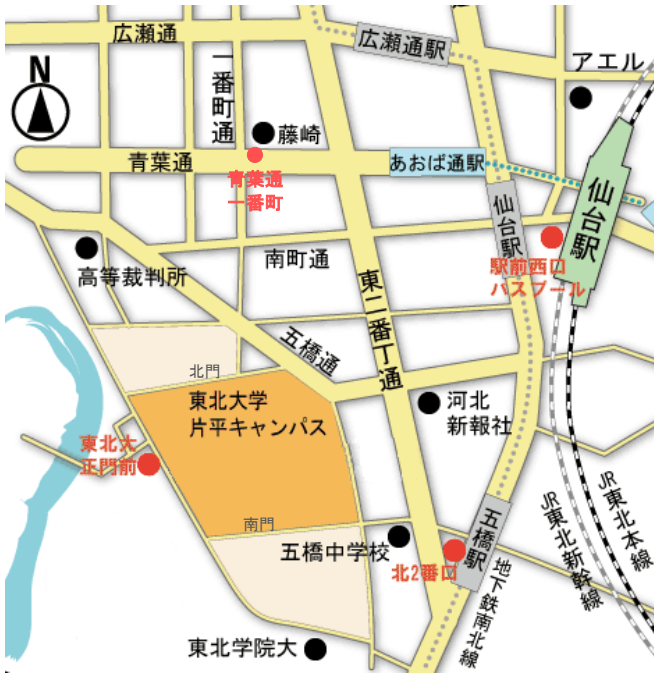 広瀬通
広瀬通駅
アエル
N
一番町通
藤崎
青葉通
あおば通駅
青葉通
一番町
仙台駅
仙台駅
高等裁判所
南町通
駅前西口
バスプール
東二番丁通
五橋通
北門
東北大学
片平キャンパス
河北
新報社
東北大
正門前
南門
五橋中学校
北2番口
五橋駅
地下鉄南北線
JR東北新幹線
JR東北本線
東北学院大